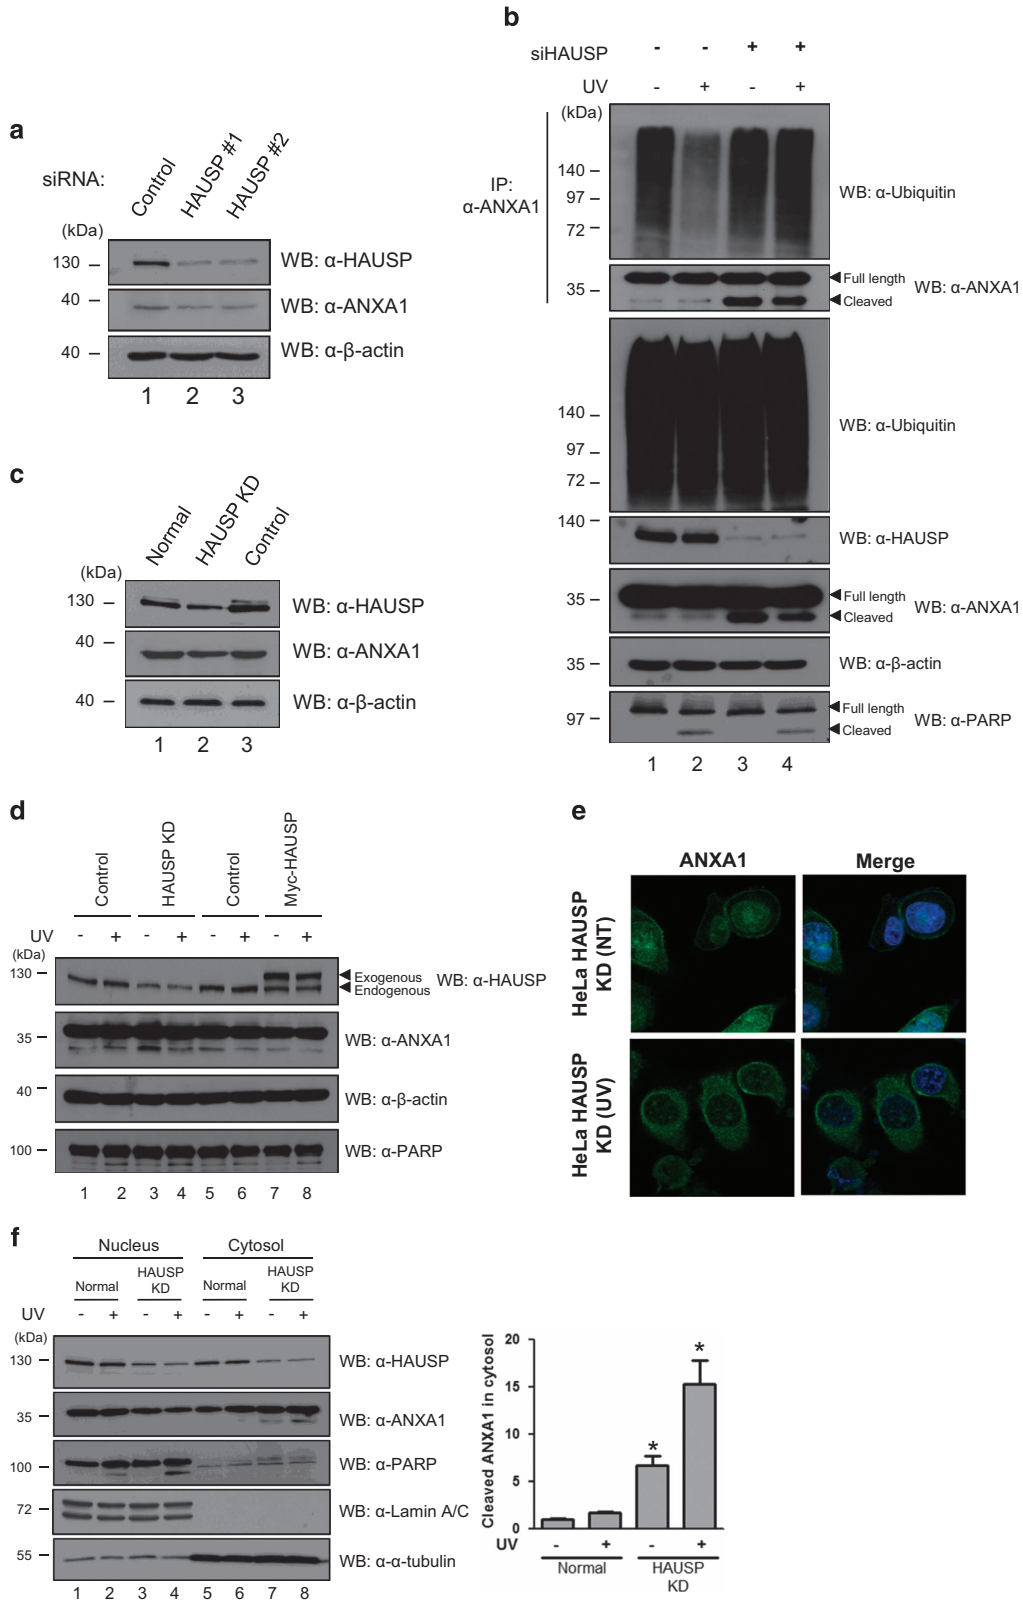 a
siRNA:
Control
HAUSP #1
HAUSP #2
(kDa)
130
WB: α-HAUSP
40
WB: α-ANXA1
40
WB: α-β-actin
1 2 3
b
siHAUSP - - + +
UV - + - +
(kDa)
IP:
α-ANXA1
140
97
72
WB: α-Ubiquitin
35
Full length
Cleaved
WB: α-ANXA1
140
97
72
WB: α-Ubiquitin
140
WB: α-HAUSP
35
Full length
Cleaved
WB: α-ANXA1
35
WB: α-β-actin
97
Full length
Cleaved
WB: α-PARP
1 2 3 4
c
Normal
HAUSP KD
Control
(kDa)
130
WB: α-HAUSP
40
WB: α-ANXA1
40
WB: α-β-actin
1 2 3
d
Control
HAUSP KD
Control
Myc-HAUSP
UV - + - + - + - +
(kDa)
130
Exogenous
Endogenous
WB: α-HAUSP
35
WB: α-ANXA1
40
WB: α-β-actin
100
WB: α-PARP
1 2 3 4 5 6 7 8
e
ANXA1 Merge
HeLa HAUSP
KD (NT)
HeLa HAUSP
KD (UV)
f
Nucleus Cytosol
Normal HAUSP KD Normal HAUSP KD
UV - + - + - + - +
(kDa)
130
WB: α-HAUSP
35
WB: α-ANXA1
100
WB: α-PARP
72
WB: α-Lamin A/C
55
WB: α-α-tubulin
1 2 3 4 5 6 7 8
Cleaved ANXA1 in cytosol
20
15
10
5
0
* *
UV - + - +
Normal HAUSP
KD